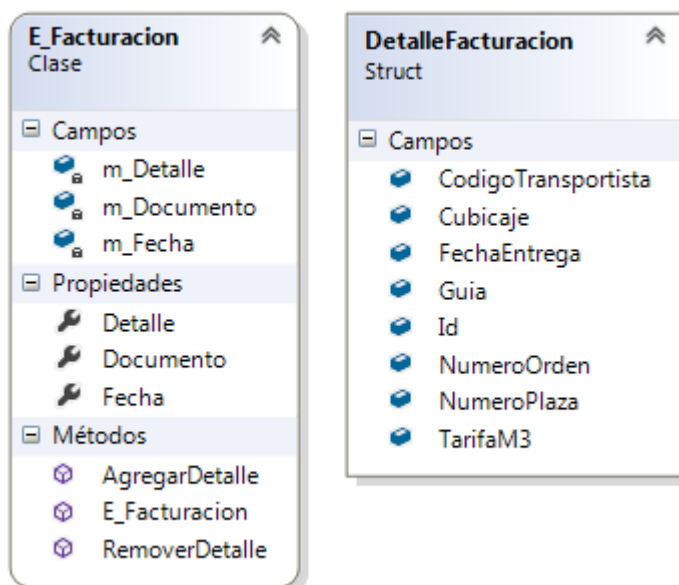 E_Facturacion
Clase
Campos
m_Detalle
m_Documento
m_Fecha
Propiedades
Detalle
Documento
Fecha
Métodos
AgregarDetalle
E_Facturacion
RemoverDetalle
DetalleFacturacion
Struct
Campos
CodigoTransportista
Cubicaje
FechaEntrega
Guia
Id
NumeroOrden
NumeroPlaza
TarifaM3